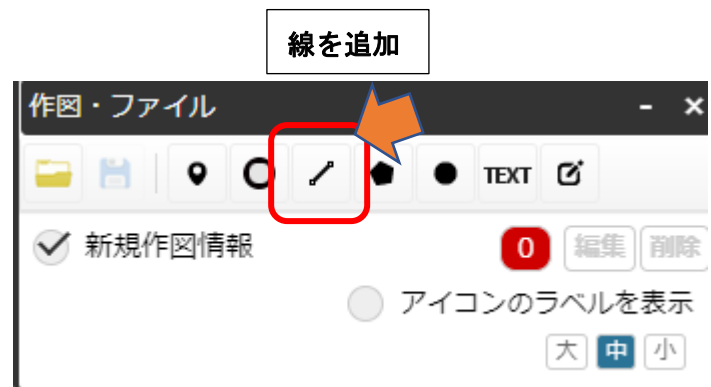 線を追加
作図・ファイル
TEXT
新規作図情報 0 編集 削除
アイコンのラベルを表示
大 中 小